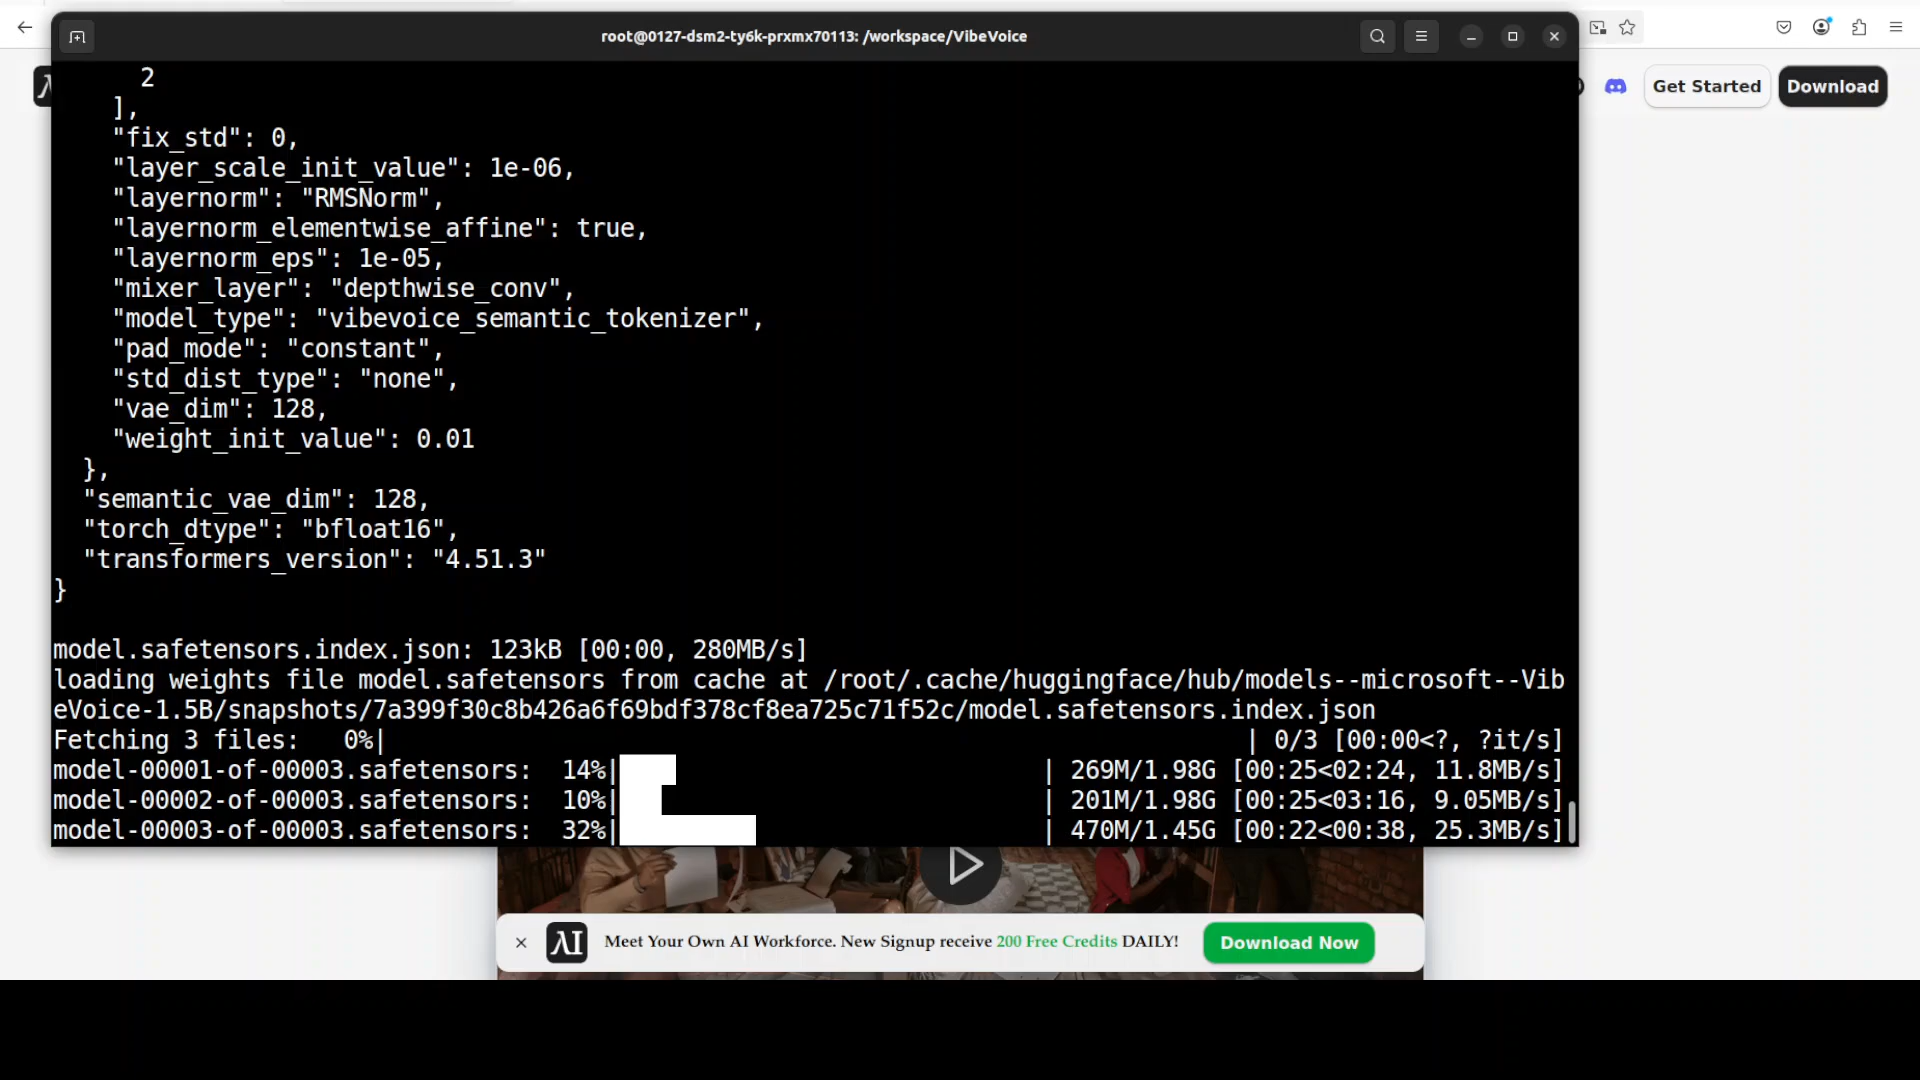 root@0127-dsm2-ty6k-prxmx70113: /workspace/VibeVoice
Get Started
Download
2
],
"fix_std": 0,
"layer_scale_init_value": 1e-06,
"layernorm": "RMSNorm",
"layernorm_elementwise_affine": true,
"layernorm_eps": 1e-05,
"mixer_layer": "depthwise_conv",
"model_type": "vibevoice_semantic_tokenizer",
"pad_mode": "constant",
"std_dist_type": "none",
"vae_dim": 128,
"weight_init_value": 0.01
},
"semantic_vae_dim": 128,
"torch_dtype": "bfloat16",
"transformers_version": "4.51.3"
}
model.safetensors.index.json: 123kB [00:00, 280MB/s]
loading weights file model.safetensors from cache at /root/.cache/huggingface/hub/models--microsoft--Vib
eVoice-1.5B/snapshots/7a399f30c8b426a6f69bdf378cf8ea725c71f52c/model.safetensors.index.json
Fetching 3 files:   0%| | 0/3 [00:00<?, ?it/s]
model-00001-of-00003.safetensors:  14%| | 269M/1.98G [00:25<02:24, 11.8MB/s]
model-00002-of-00003.safetensors:  10%| | 201M/1.98G [00:25<03:16, 9.05MB/s]
model-00003-of-00003.safetensors:  32%| | 470M/1.45G [00:22<00:38, 25.3MB/s]
AI Meet Your Own AI Workforce. New Signup receive 200 Free Credits DAILY!
Download Now